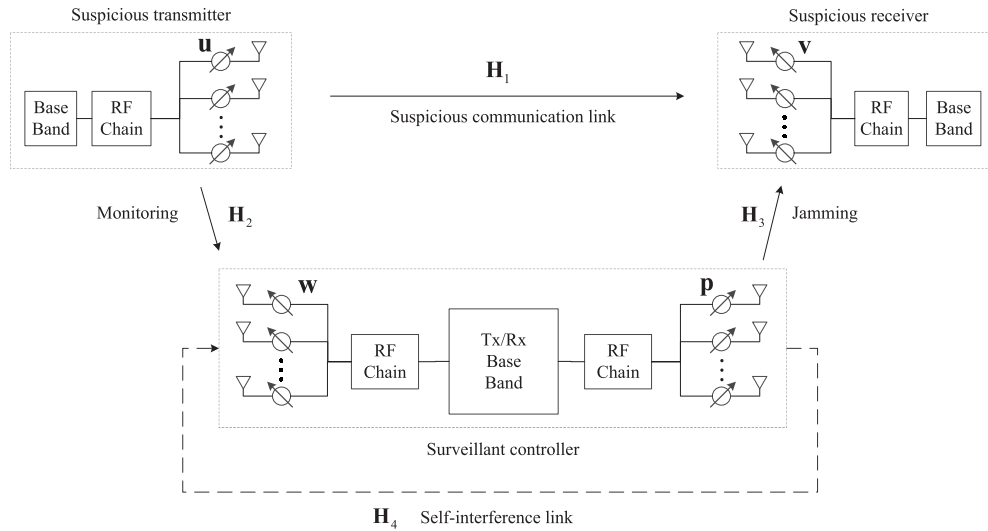 Suspicious transmitter
Suspicious receiver
u
v
H1
Base
Band
RF
Chain
Suspicious communication link
RF
Chain
Base
Band
Monitoring
H2
H3
Jamming
w
p
RF
Chain
Tx/Rx
Base
Band
RF
Chain
Surveillant controller
H4 Self-interference link